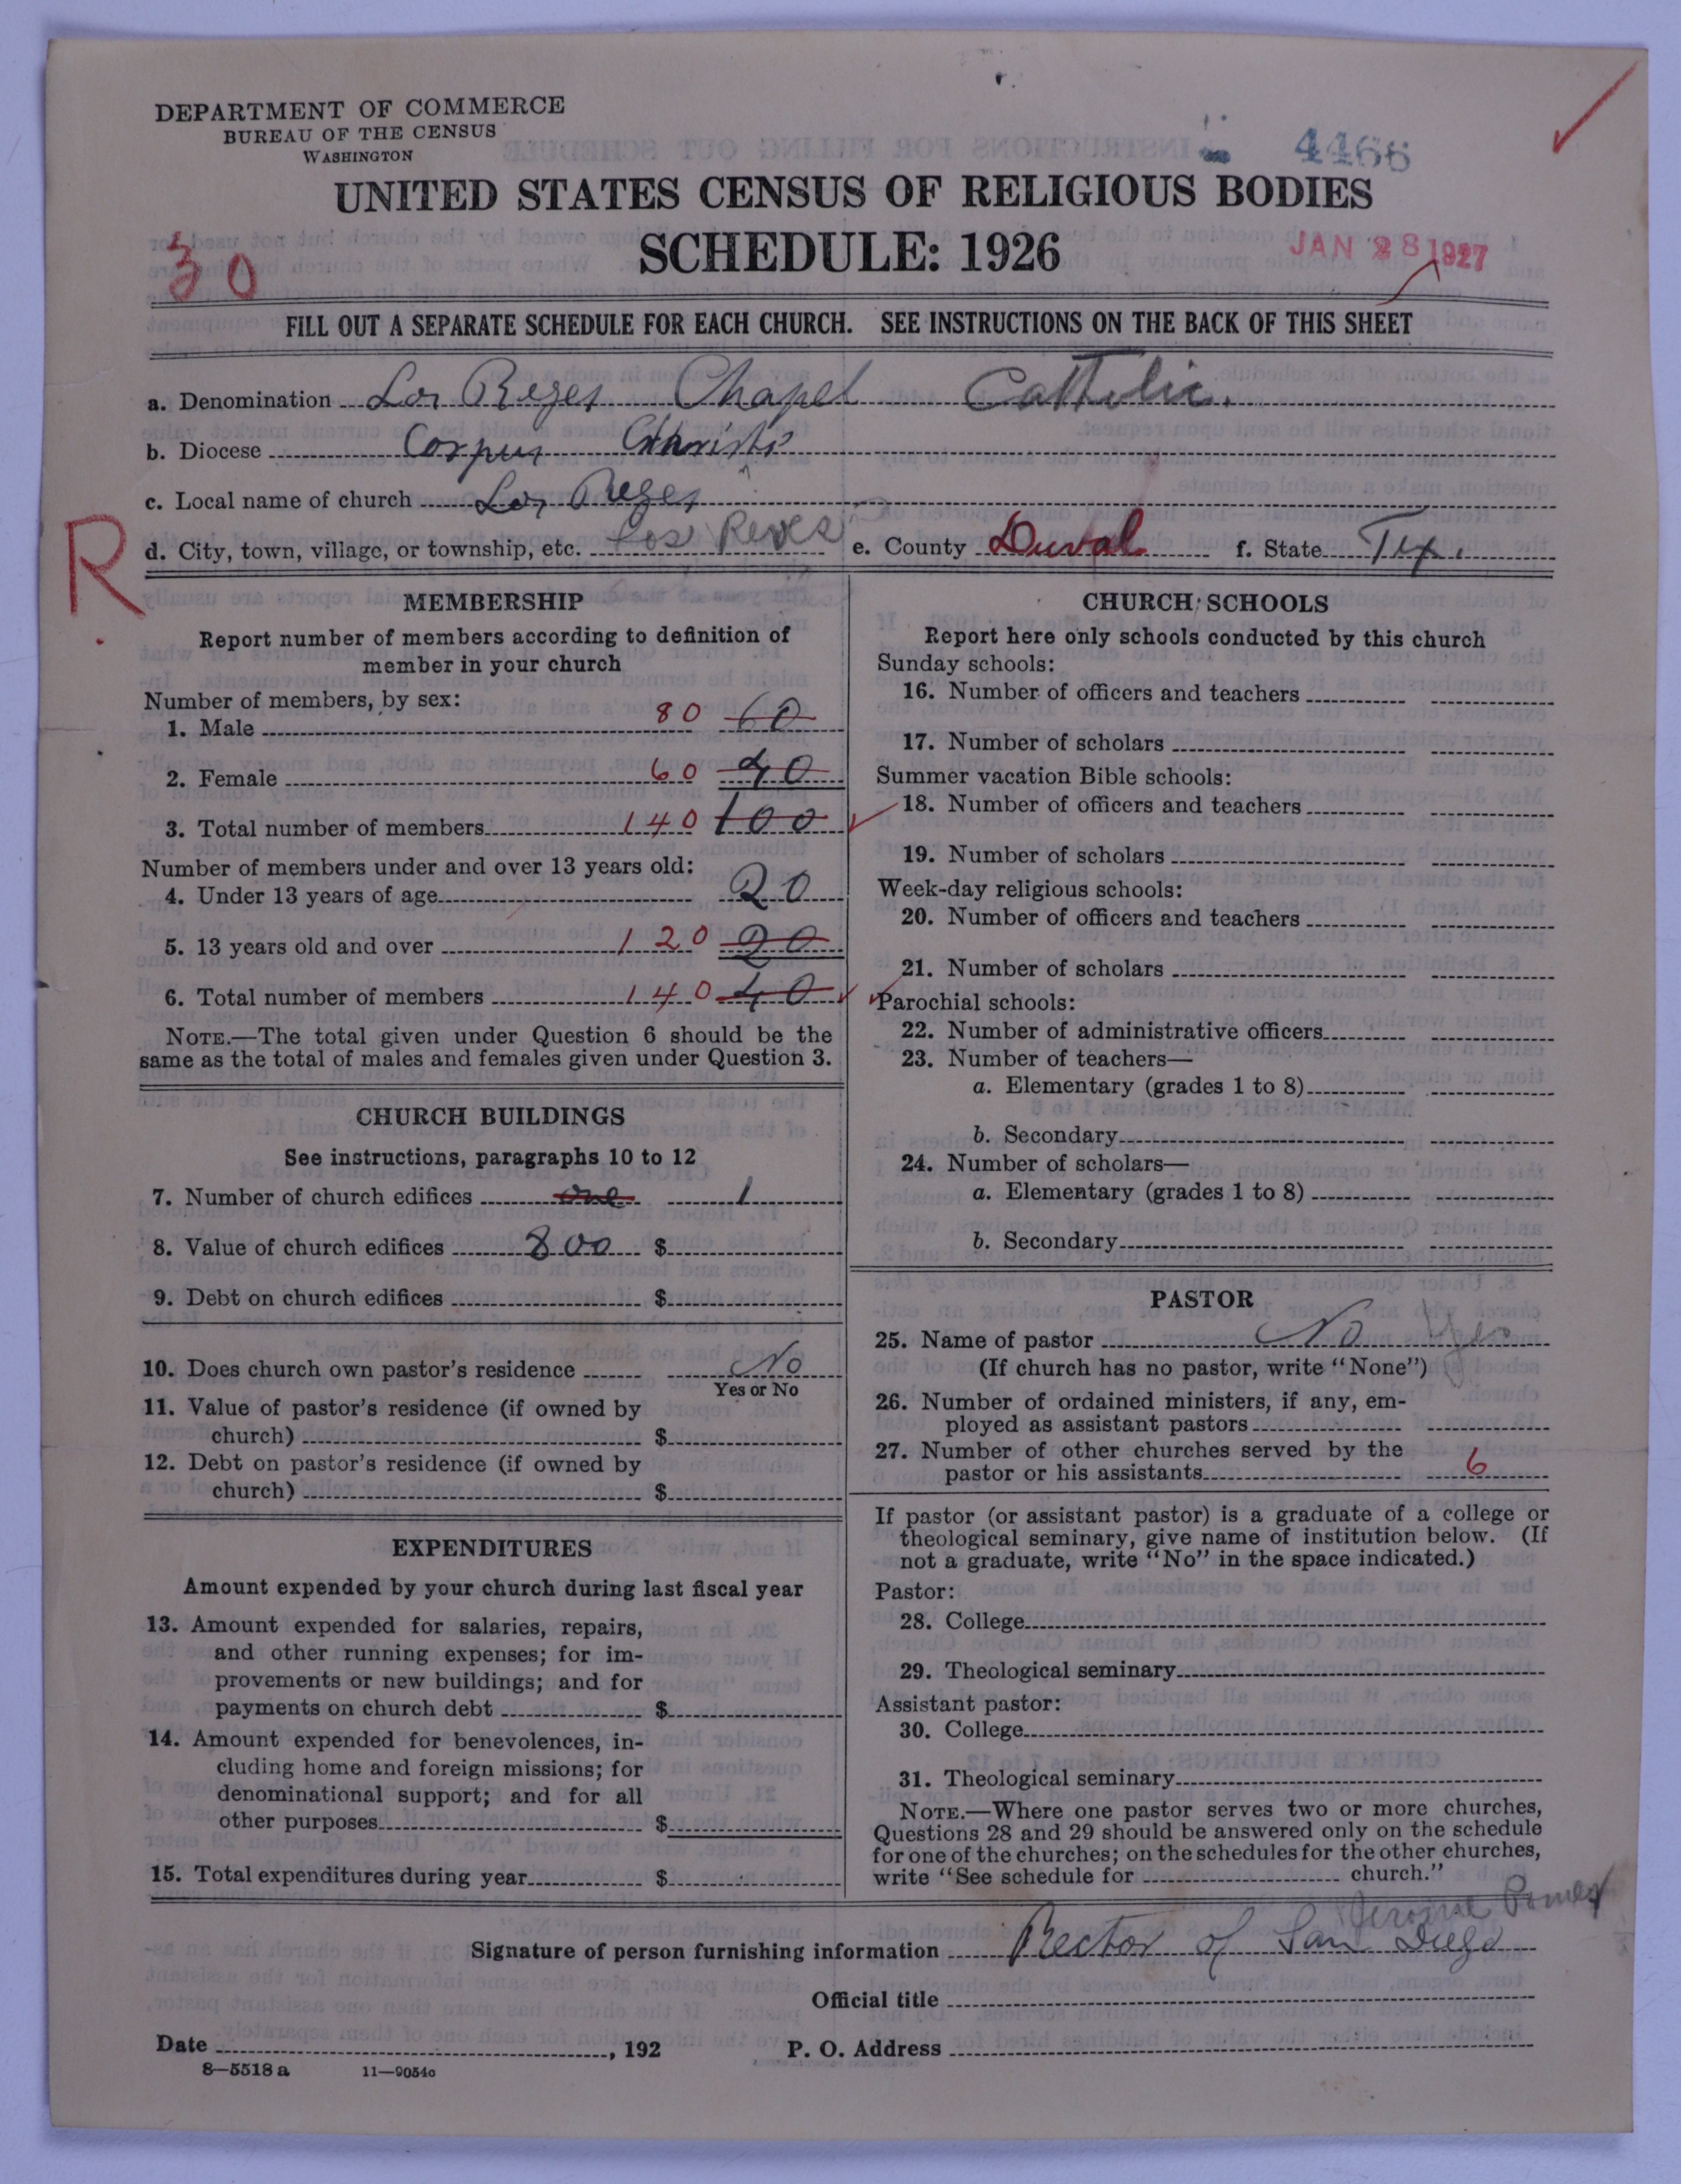 DEPARTMENT OF COMMERCE
BUREAU OF THE CENSUS
WASHINGTON
4466
UNITED STATES CENSUS OF RELIGIOUS BODIES
SCHEDULE: 1926
JAN 28 1927
30
FILL OUT A SEPARATE SCHEDULE FOR EACH CHURCH. SEE INSTRUCTIONS ON THE BACK OF THIS SHEET
a. Denomination Los Reyes Chapel Catholic.
b. Diocese Corpus Christi
c. Local name of church Los Reyes
R
d. City, town, village, or township, etc. Los Reyes e. County Duval f. State Tex.
MEMBERSHIP
Report number of members according to definition of
member in your church
Number of members, by sex:
1. Male 80 60
2. Female 60 40
3. Total number of members 140 100
Number of members under and over 13 years old:
4. Under 13 years of age 20
5. 13 years old and over 120 20
6. Total number of members 140 40
NOTE.—The total given under Question 6 should be the
same as the total of males and females given under Question 3.
CHURCH BUILDINGS
See instructions, paragraphs 10 to 12
7. Number of church edifices one 1
8. Value of church edifices 800 $
9. Debt on church edifices $
10. Does church own pastor's residence No
Yes or No
11. Value of pastor's residence (if owned by
church) $
12. Debt on pastor's residence (if owned by
church) $
EXPENDITURES
Amount expended by your church during last fiscal year
13. Amount expended for salaries, repairs,
and other running expenses; for im-
provements or new buildings; and for
payments on church debt $
14. Amount expended for benevolences, in-
cluding home and foreign missions; for
denominational support; and for all
other purposes $
15. Total expenditures during year $
CHURCH SCHOOLS
Report here only schools conducted by this church
Sunday schools:
16. Number of officers and teachers
17. Number of scholars
Summer vacation Bible schools:
18. Number of officers and teachers
19. Number of scholars
Week-day religious schools:
20. Number of officers and teachers
21. Number of scholars
Parochial schools:
22. Number of administrative officers
23. Number of teachers—
a. Elementary (grades 1 to 8)
b. Secondary
24. Number of scholars—
a. Elementary (grades 1 to 8)
b. Secondary
PASTOR
25. Name of pastor No Yes
(If church has no pastor, write "None")
26. Number of ordained ministers, if any, em-
ployed as assistant pastors
27. Number of other churches served by the
pastor or his assistants 6
If pastor (or assistant pastor) is a graduate of a college or
theological seminary, give name of institution below. (If
not a graduate, write "No" in the space indicated.)
Pastor:
28. College
29. Theological seminary
Assistant pastor:
30. College
31. Theological seminary
NOTE.—Where one pastor serves two or more churches,
Questions 28 and 29 should be answered only on the schedule
for one of the churches; on the schedules for the other churches,
write "See schedule for church."
Signature of person furnishing information Rector of San Diego
Official title
Date , 192 P. O. Address
8—5518 a 11—9054c